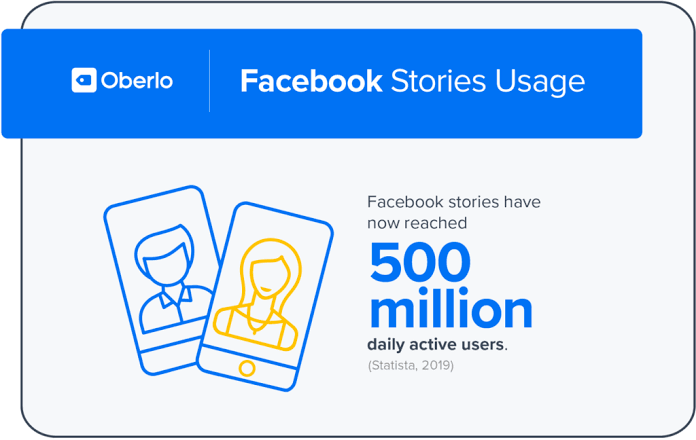 Oberlo
Facebook Stories Usage
Facebook stories have
now reached
500
million
daily active users.
(Statista, 2019)